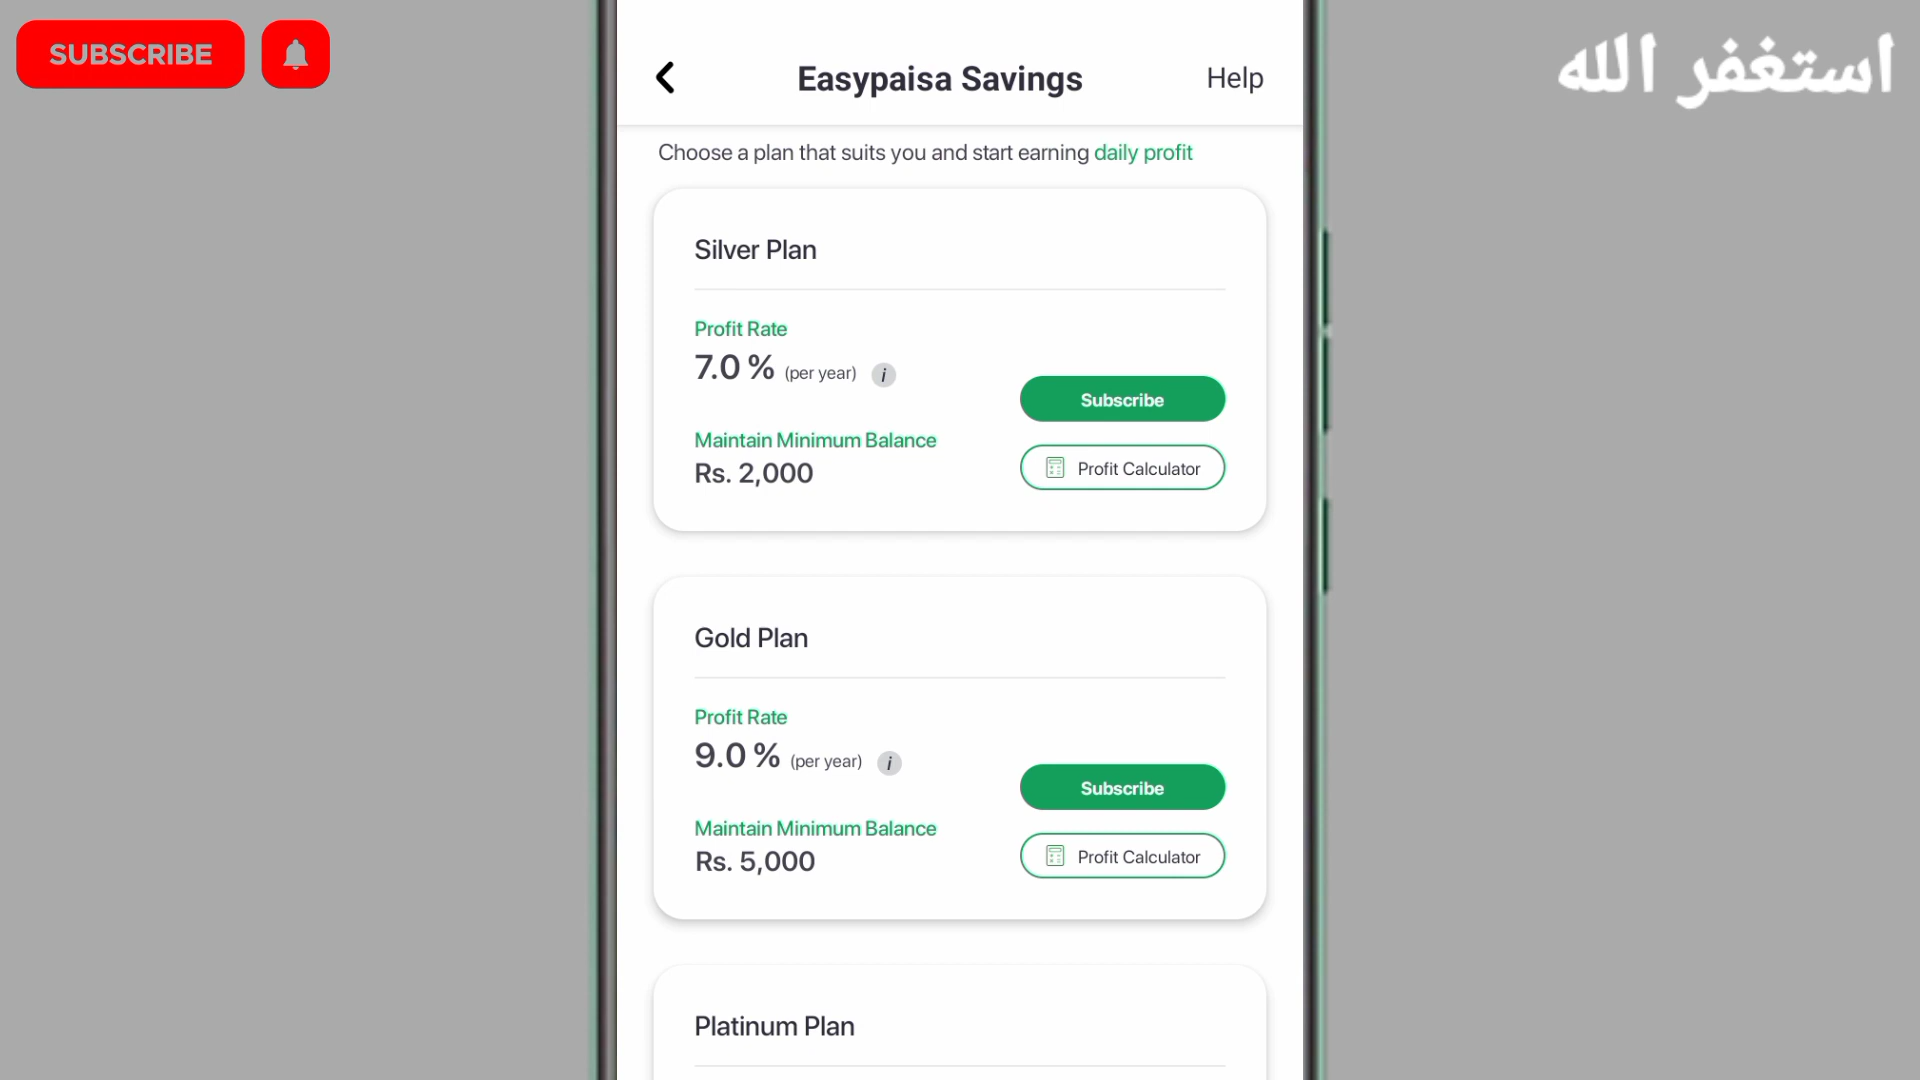 SUBSCRIBE
استغفر الله
Easypaisa Savings
Help
Choose a plan that suits you and start earning daily profit
Silver Plan
Profit Rate
7.0 % (per year) i
Subscribe
Maintain Minimum Balance
Rs. 2,000
Profit Calculator
Gold Plan
Profit Rate
9.0 % (per year) i
Subscribe
Maintain Minimum Balance
Rs. 5,000
Profit Calculator
Platinum Plan